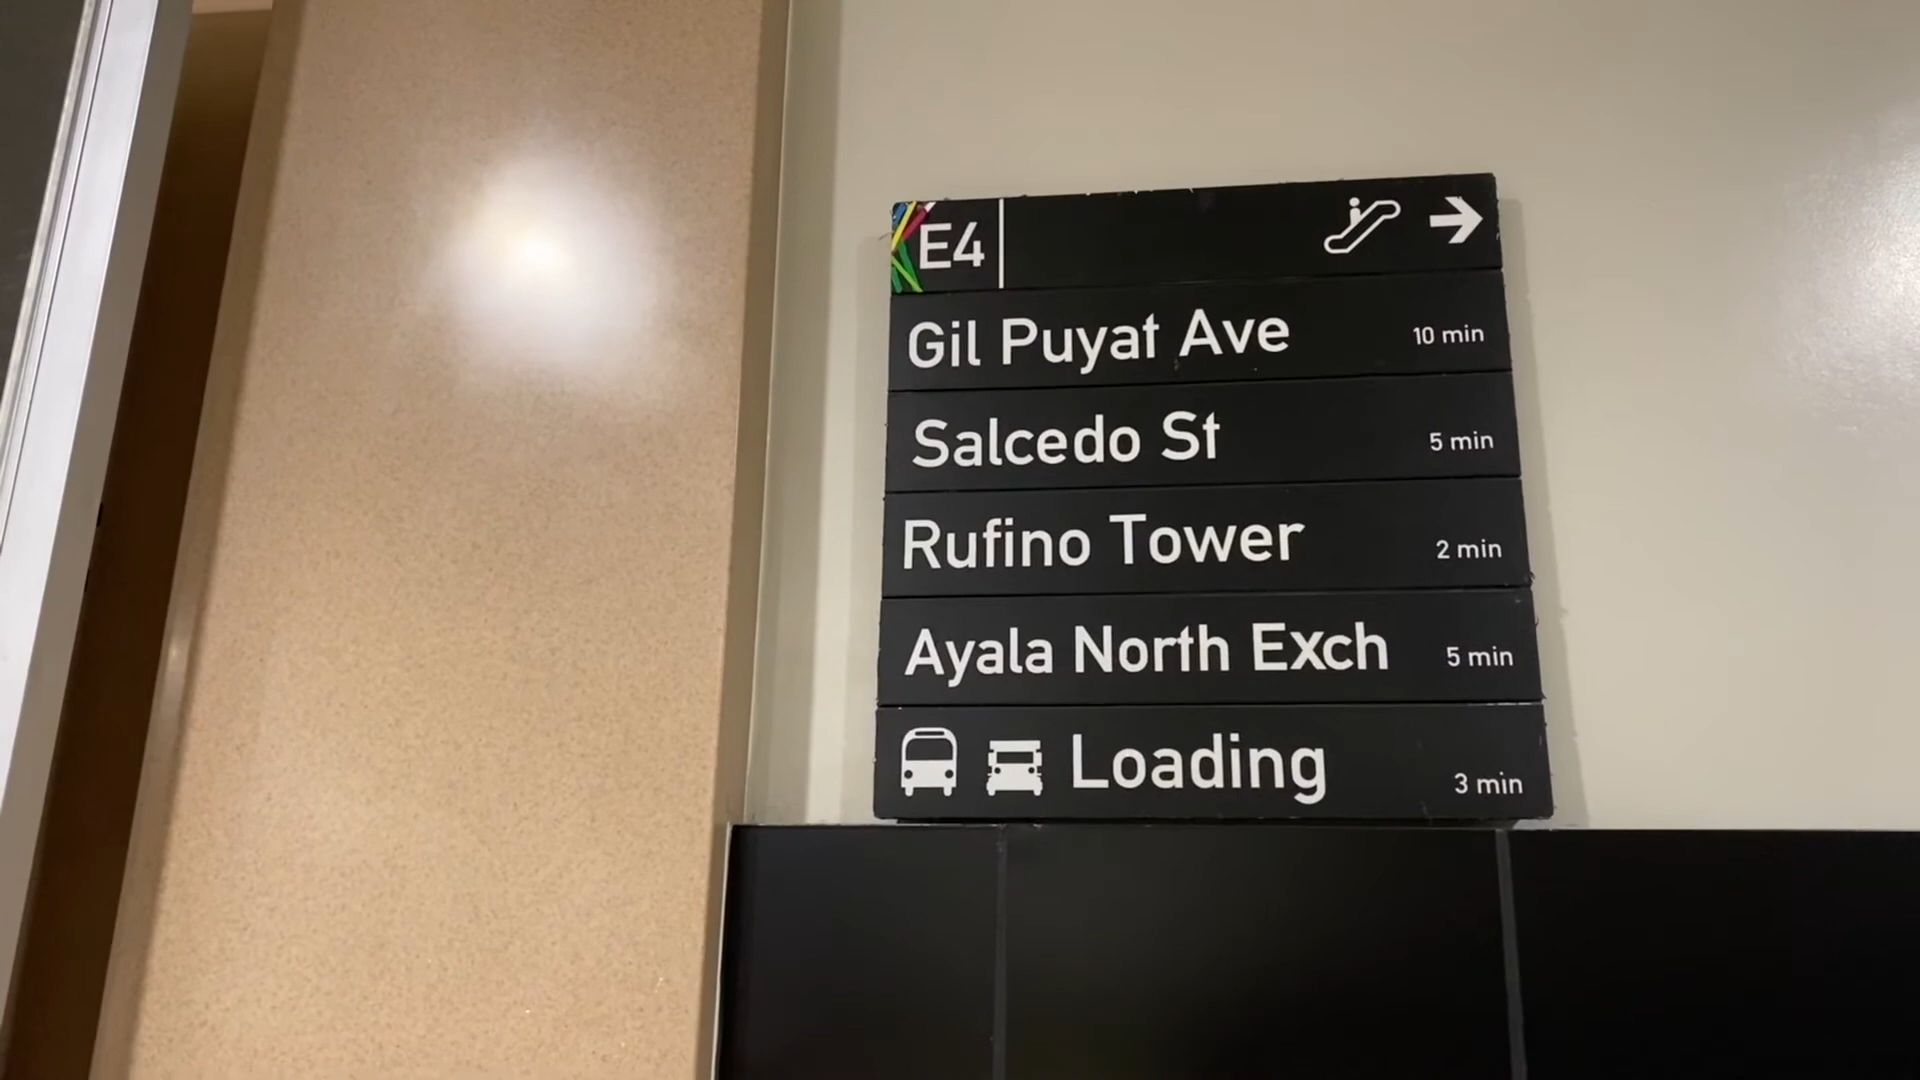 E4
Gil Puyat Ave 10 min
Salcedo St 5 min
Rufino Tower 2 min
Ayala North Exch 5 min
Loading 3 min